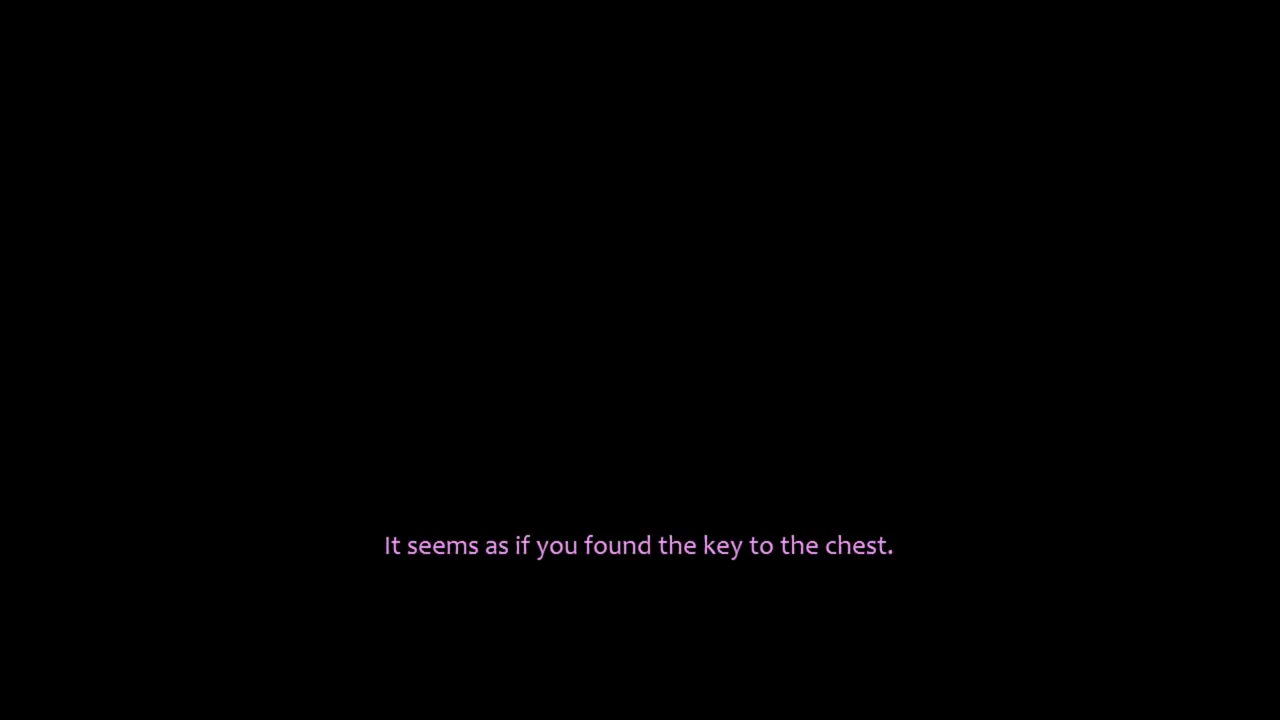 It seems as if you found the key to the chest.